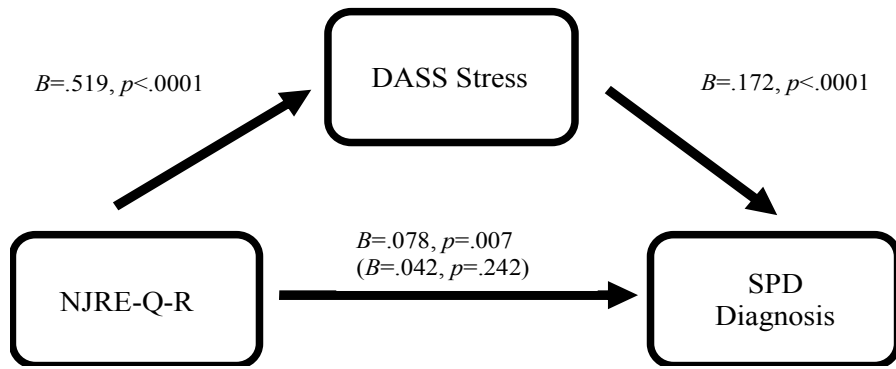 DASS Stress
B=.519, p<.0001
B=.172, p<.0001
B=.078, p=.007
(B=.042, p=.242)
NJRE-Q-R
SPD
Diagnosis